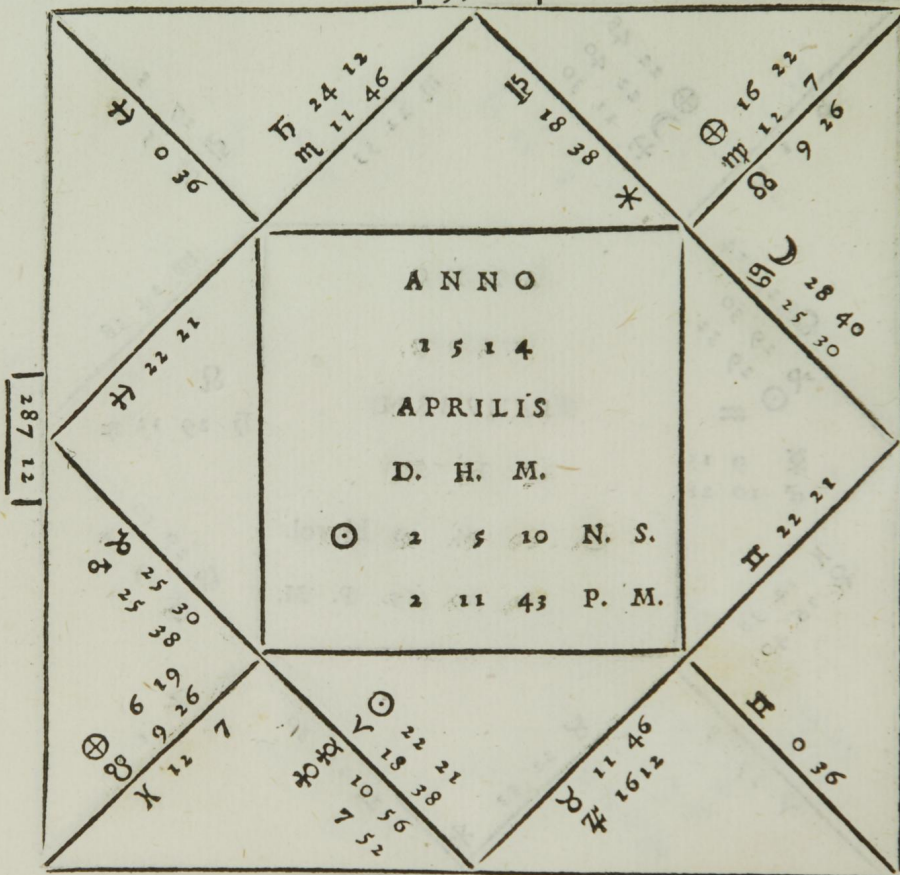 ♄ 24 12
♏ 11 46
♎ 18 38
⚹
⊗ 16 22
♍ 12 7
☊ 9 26
♐ 0 36
☽ 28 40
♋ 25 30
♐ 22 21
ANNO
1514
APRILIS
D. H. M.
☉ 2 5 10 N. S.
2 11 43 P. M.
287 12
♊ 22 21
♑ 25 30
♂ 25 38
⊗ 6 19
☋ 9 26
♓ 12 7
☉ 22 21
♈ 18 38
10 56
7 52
♉ 11 46
♃ 16 12
♊ 0 36